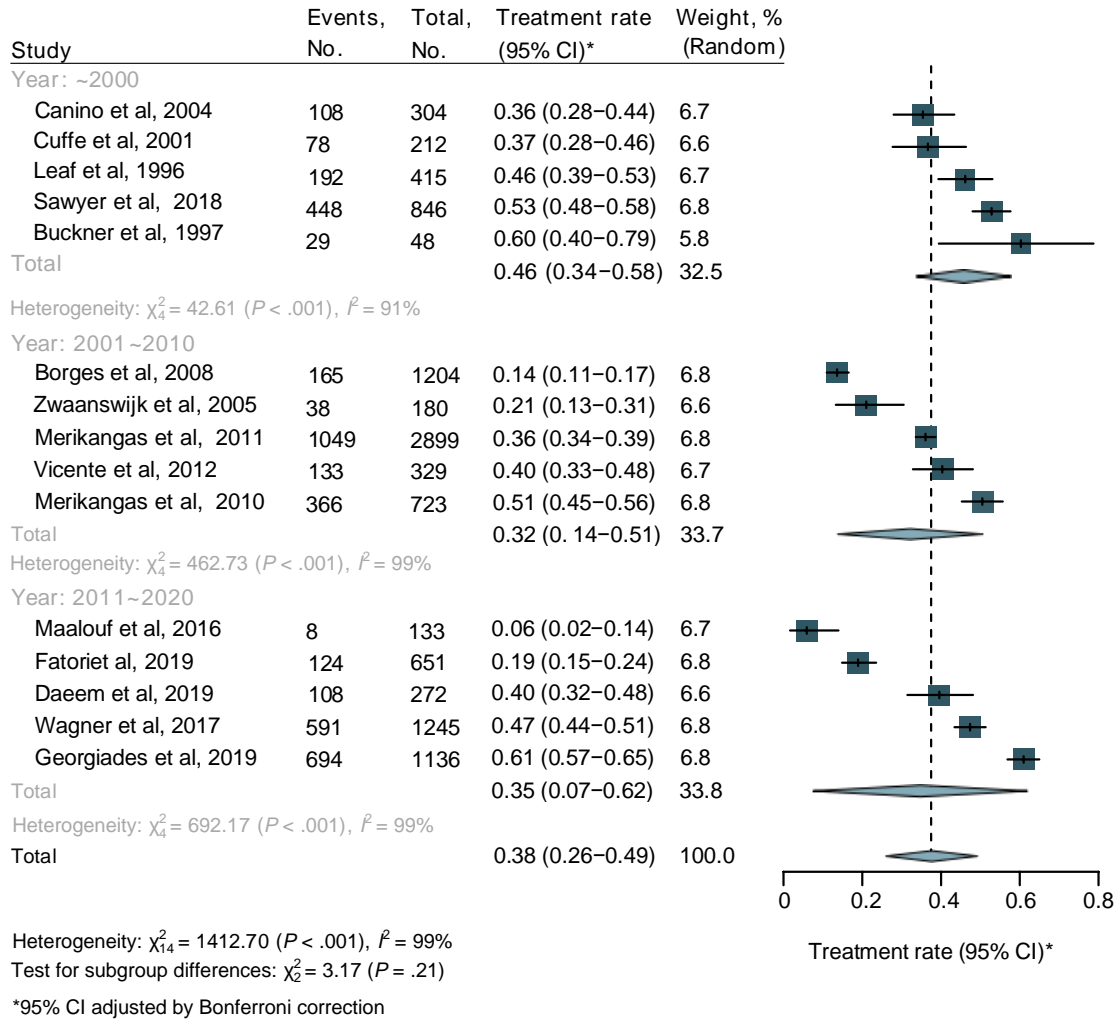 Events, Total, Treatment rate Weight, %
Study No. No. (95% CI)* (Random)
Year: ~2000
Canino et al, 2004 108 304 0.36 (0.28−0.44) 6.7
Cuffe et al, 2001 78 212 0.37 (0.28−0.46) 6.6
Leaf et al, 1996 192 415 0.46 (0.39−0.53) 6.7
Sawyer et al, 2018 448 846 0.53 (0.48−0.58) 6.8
Buckner et al, 1997 29 48 0.60 (0.40−0.79) 5.8
Total 0.46 (0.34−0.58) 32.5
Heterogeneity: χ²₄ = 42.61 (P < .001), I² = 91%
Year: 2001~2010
Borges et al, 2008 165 1204 0.14 (0.11−0.17) 6.8
Zwaanswijk et al, 2005 38 180 0.21 (0.13−0.31) 6.6
Merikangas et al, 2011 1049 2899 0.36 (0.34−0.39) 6.8
Vicente et al, 2012 133 329 0.40 (0.33−0.48) 6.7
Merikangas et al, 2010 366 723 0.51 (0.45−0.56) 6.8
Total 0.32 (0. 14−0.51) 33.7
Heterogeneity: χ²₄ = 462.73 (P < .001), I² = 99%
Year: 2011~2020
Maalouf et al, 2016 8 133 0.06 (0.02−0.14) 6.7
Fatoriet al, 2019 124 651 0.19 (0.15−0.24) 6.8
Daeem et al, 2019 108 272 0.40 (0.32−0.48) 6.6
Wagner et al, 2017 591 1245 0.47 (0.44−0.51) 6.8
Georgiades et al, 2019 694 1136 0.61 (0.57−0.65) 6.8
Total 0.35 (0.07−0.62) 33.8
Heterogeneity: χ²₄ = 692.17 (P < .001), I² = 99%
Total 0.38 (0.26−0.49) 100.0
0 0.2 0.4 0.6 0.8
Heterogeneity: χ²₁₄ = 1412.70 (P < .001), I² = 99%
Treatment rate (95% CI)*
Test for subgroup differences: χ²₂ = 3.17 (P = .21)
*95% CI adjusted by Bonferroni correction